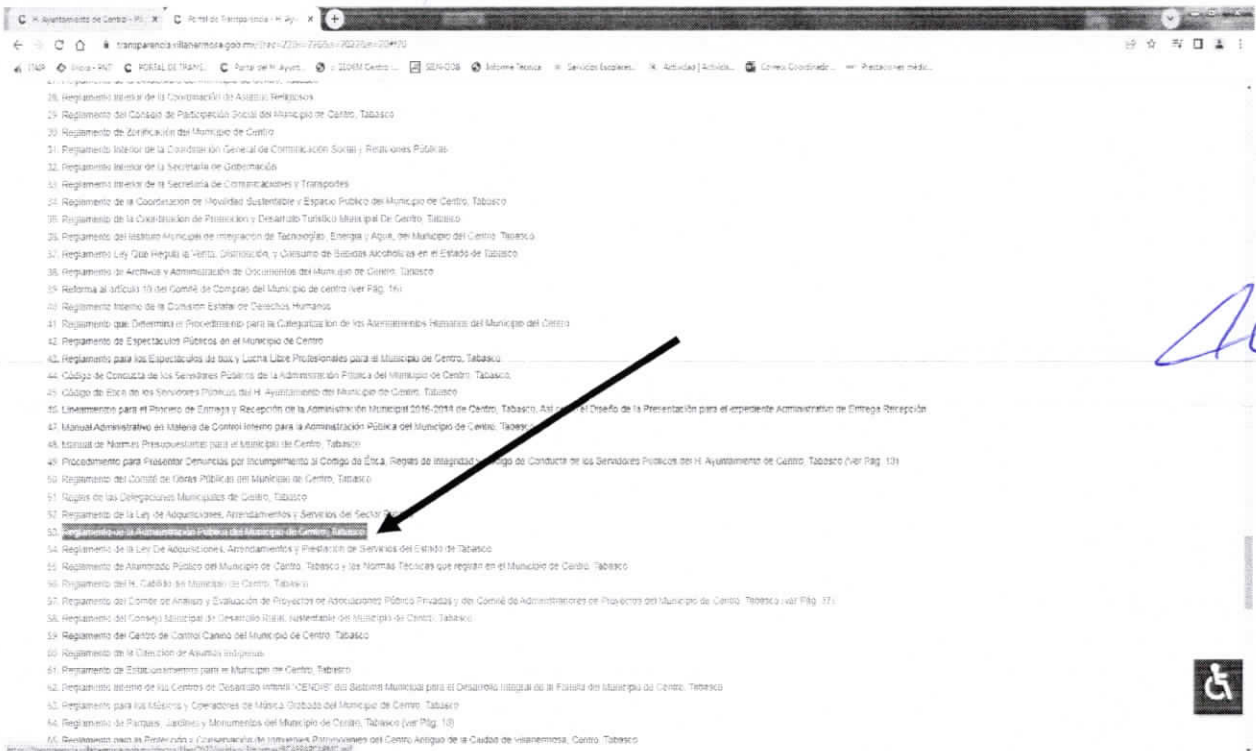 H. Ayuntamiento de Centro - Pá
Portal de Transparencia - H. Ayu
transparencia.villahermosa.gob.mx/
ITAIP Inicio - PNT PORTAL DE TRANS... Portal del H. Ayunt... SEDEM Centro Informe Técnico Servicios Escolares... Actividad | Activida... Correo Coordinado... Prestaciones médic...
28. Reglamento Interior de la Coordinación de Asuntos Religiosos
29. Reglamento del Consejo de Participación Social del Municipio de Centro, Tabasco
30. Reglamento de Zonificación del Municipio de Centro
31. Reglamento Interior de la Coordinación General de Comunicación Social y Relaciones Públicas
32. Reglamento Interior de la Secretaría de Gobernación
33. Reglamento Interior de la Secretaría de Comunicaciones y Transportes
34. Reglamento de la Coordinación de Movilidad Sustentable y Espacio Público del Municipio de Centro, Tabasco
35. Reglamento de la Coordinación de Promoción y Desarrollo Turístico Municipal De Centro, Tabasco
36. Reglamento del Instituto Municipal de Integración de Tecnologías, Energía y Agua, del Municipio del Centro, Tabasco
37. Reglamento Ley Que Regula la Venta, Distribución, y Consumo de Bebidas Alcohólicas en el Estado de Tabasco
38. Reglamento de Archivos y Administración de Documentos del Municipio de Centro, Tabasco
39. Reforma al artículo 10 del Comité de Compras del Municipio de centro (ver Pág. 16)
40. Reglamento Interno de la Comisión Estatal de Derechos Humanos
41. Reglamento que Determina el Procedimiento para la Categorización de los Asentamientos Humanos del Municipio del Centro
42. Reglamento de Espectáculos Públicos en el Municipio de Centro
43. Reglamento para los Espectáculos de box y Lucha Libre Profesionales para el Municipio de Centro, Tabasco
44. Código de Conducta de los Servidores Públicos de la Administración Pública del Municipio de Centro, Tabasco.
45. Código de Ética de los Servidores Públicos del H. Ayuntamiento del Municipio de Centro, Tabasco
46. Lineamiento para el Proceso de Entrega y Recepción de la Administración Municipal 2016-2018 de Centro, Tabasco, Así como el Diseño de la Presentación para el expediente Administrativo de Entrega Recepción
47. Manual Administrativo en Materia de Control Interno para la Administración Pública del Municipio de Centro, Tabasco
48. Manual de Normas Presupuestarias para el Municipio de Centro, Tabasco
49. Procedimiento para Presentar Denuncias por Incumplimiento al Código de Ética, Reglas de Integridad y Código de Conducta de los Servidores Públicos del H. Ayuntamiento de Centro, Tabasco (Ver Pág. 13)
50. Reglamento del Comité de Obras Públicas del Municipio de Centro, Tabasco
51. Reglas de las Delegaciones Municipales de Centro, Tabasco
52. Reglamento de la Ley de Adquisiciones, Arrendamientos y Servicios del Sector
53. Reglamento de la Administración Pública del Municipio de Centro, Tabasco
54. Reglamento de la Ley De Adquisiciones, Arrendamientos y Prestación de Servicios del Estado de Tabasco
55. Reglamento de Alumbrado Público del Municipio de Centro, Tabasco y las Normas Técnicas que regirán en el Municipio de Centro, Tabasco
56. Reglamento del H. Cabildo del Municipio de Centro, Tabasco
57. Reglamento del Comité de Análisis y Evaluación de Proyectos de Asociaciones Público Privadas y del Comité de Administradores de Proyectos del Municipio de Centro, Tabasco (ver Pág. 37)
58. Reglamento del Consejo Municipal de Desarrollo Rural Sustentable del Municipio de Centro, Tabasco
59. Reglamento del Centro de Control Canino del Municipio de Centro, Tabasco
60. Reglamento de la Dirección de Asuntos Indígenas
61. Reglamento de Estacionamientos para el Municipio de Centro, Tabasco
62. Reglamento Interno de los Centros de Desarrollo Infantil "CENDIS" del Sistema Municipal para el Desarrollo Integral de la Familia del Municipio de Centro, Tabasco
63. Reglamento para los Músicos y Operadores de Música Grabada del Municipio de Centro, Tabasco
64. Reglamento de Parques, Jardines y Monumentos del Municipio de Centro, Tabasco (ver Pág. 10)
65. Reglamento para la Protección y Conservación de Inmuebles Patrimoniales del Centro Antiguo de la Ciudad de Villahermosa, Centro, Tabasco